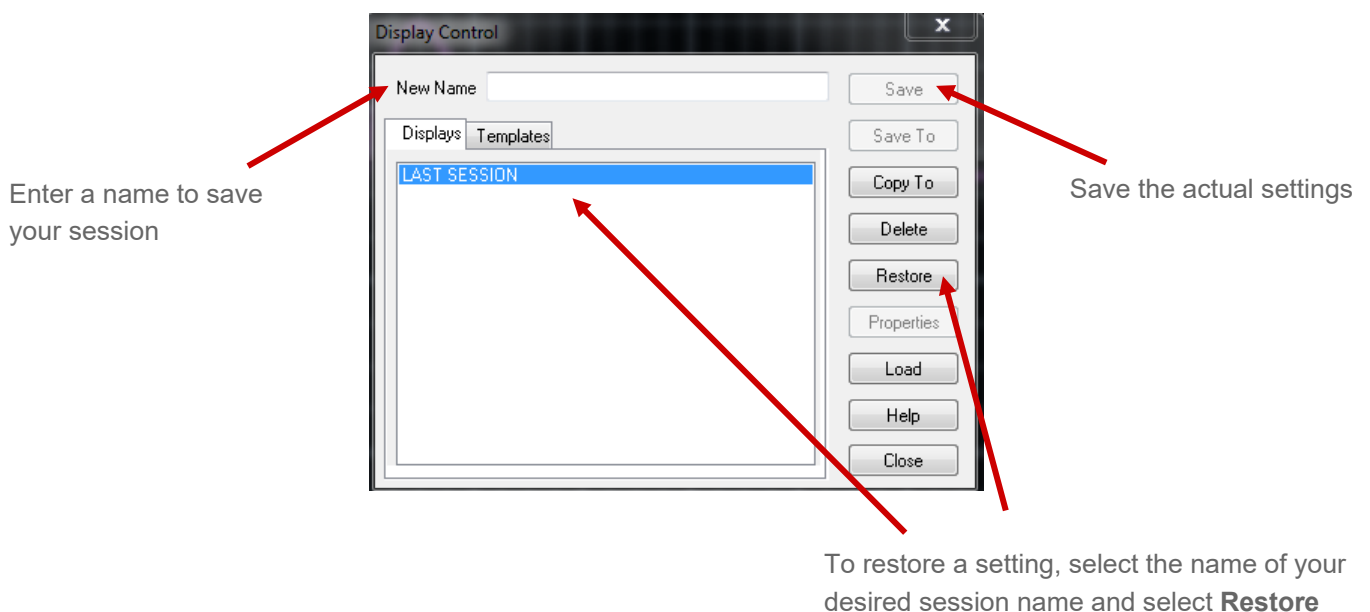 Display Control
X
New Name
Save
Displays
Templates
Save To
LAST SESSION
Copy To
Delete
Restore
Properties
Load
Help
Close
Enter a name to save
your session
Save the actual settings
To restore a setting, select the name of your
desired session name and select Restore